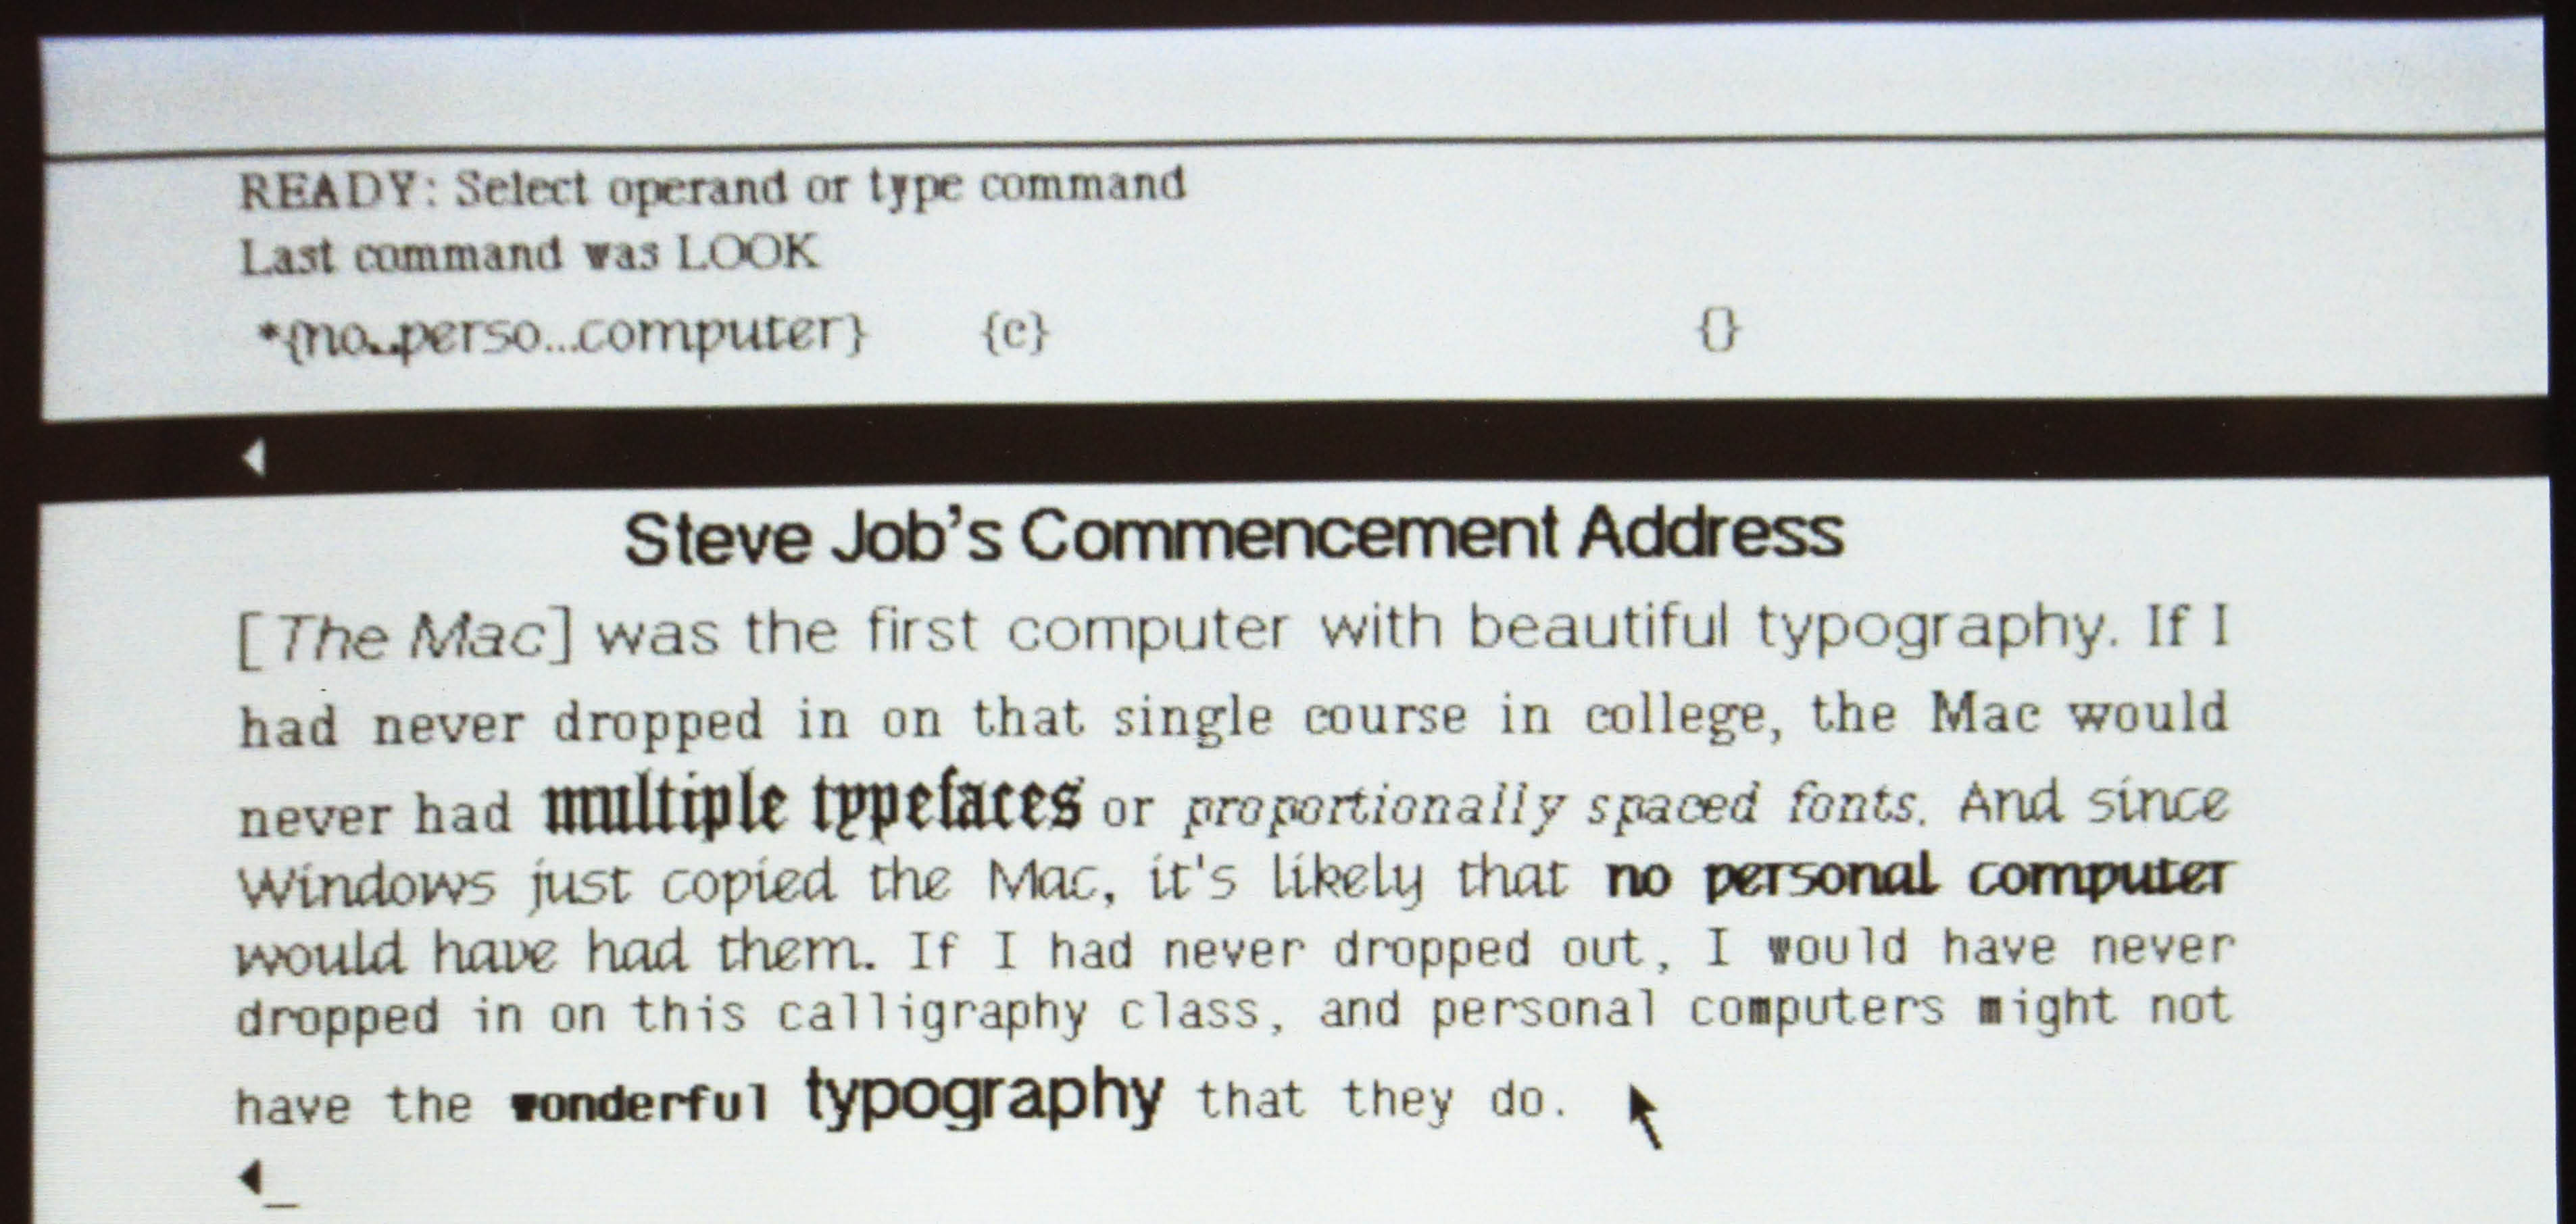 READY: Select operand or type command
Last command was LOOK
*{no..perso...computer} {c} {}
Steve Job's Commencement Address
[The Mac] was the first computer with beautiful typography. If I
had never dropped in on that single course in college, the Mac would
never had multiple typefaces or proportionally spaced fonts. And since
Windows just copied the Mac, it's likely that no personal computer
would have had them. If I had never dropped out, I would have never
dropped in on this calligraphy class, and personal computers might not
have the wonderful typography that they do.